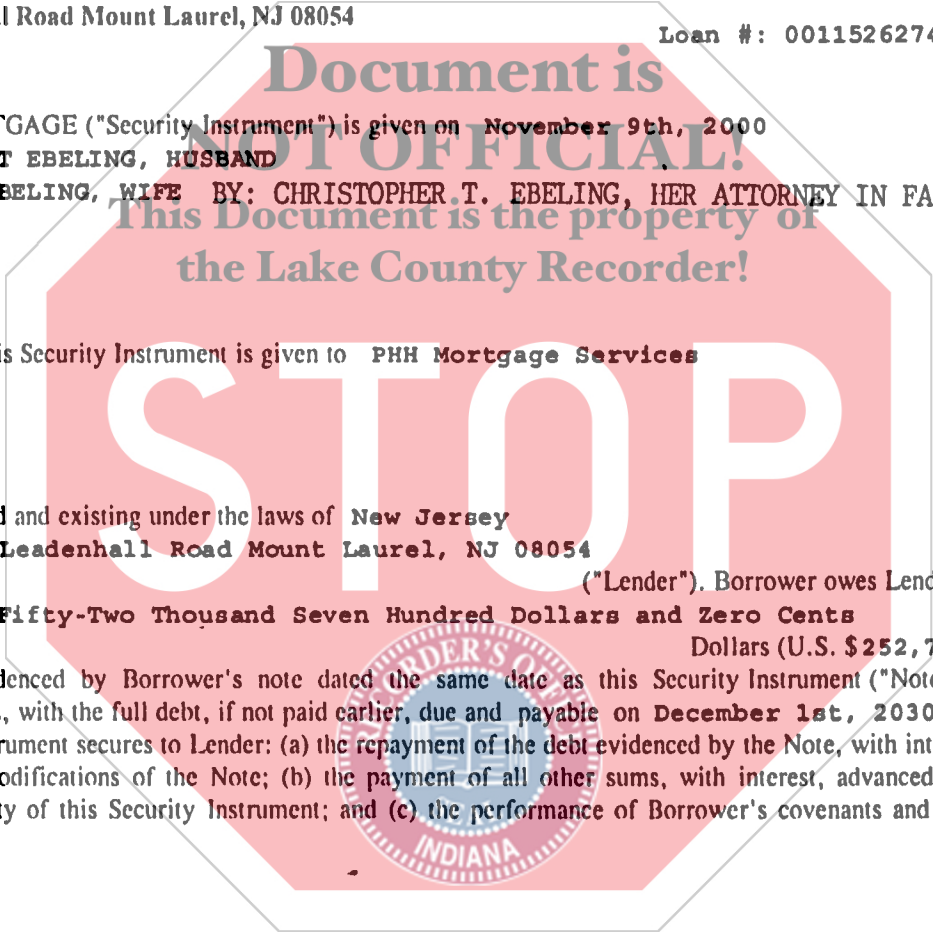 l Road Mount Laurel, NJ 08054
Loan #: 0011526274
Document is
GAGE ("Security Instrument") is given on November 9th, 2000
NOT OFFICIAL!
T EBELING, HUSBAND
BELING, WIFE BY: CHRISTOPHER T. EBELING, HER ATTORNEY IN FA
This Document is the property of
the Lake County Recorder!
is Security Instrument is given to PHH Mortgage Services
STOP
d and existing under the laws of New Jersey
Leadenhall Road Mount Laurel, NJ 08054
("Lender"). Borrower owes Lend
Fifty-Two Thousand Seven Hundred Dollars and Zero Cents
Dollars (U.S. $252,7
denced by Borrower's note dated the same date as this Security Instrument ("Note
, with the full debt, if not paid earlier, due and payable on December 1st, 2030
rument secures to Lender: (a) the repayment of the debt evidenced by the Note, with int
odifications of the Note; (b) the payment of all other sums, with interest, advanced
ty of this Security Instrument; and (c) the performance of Borrower's covenants and
RECORDER'S OFFICE
INDIANA